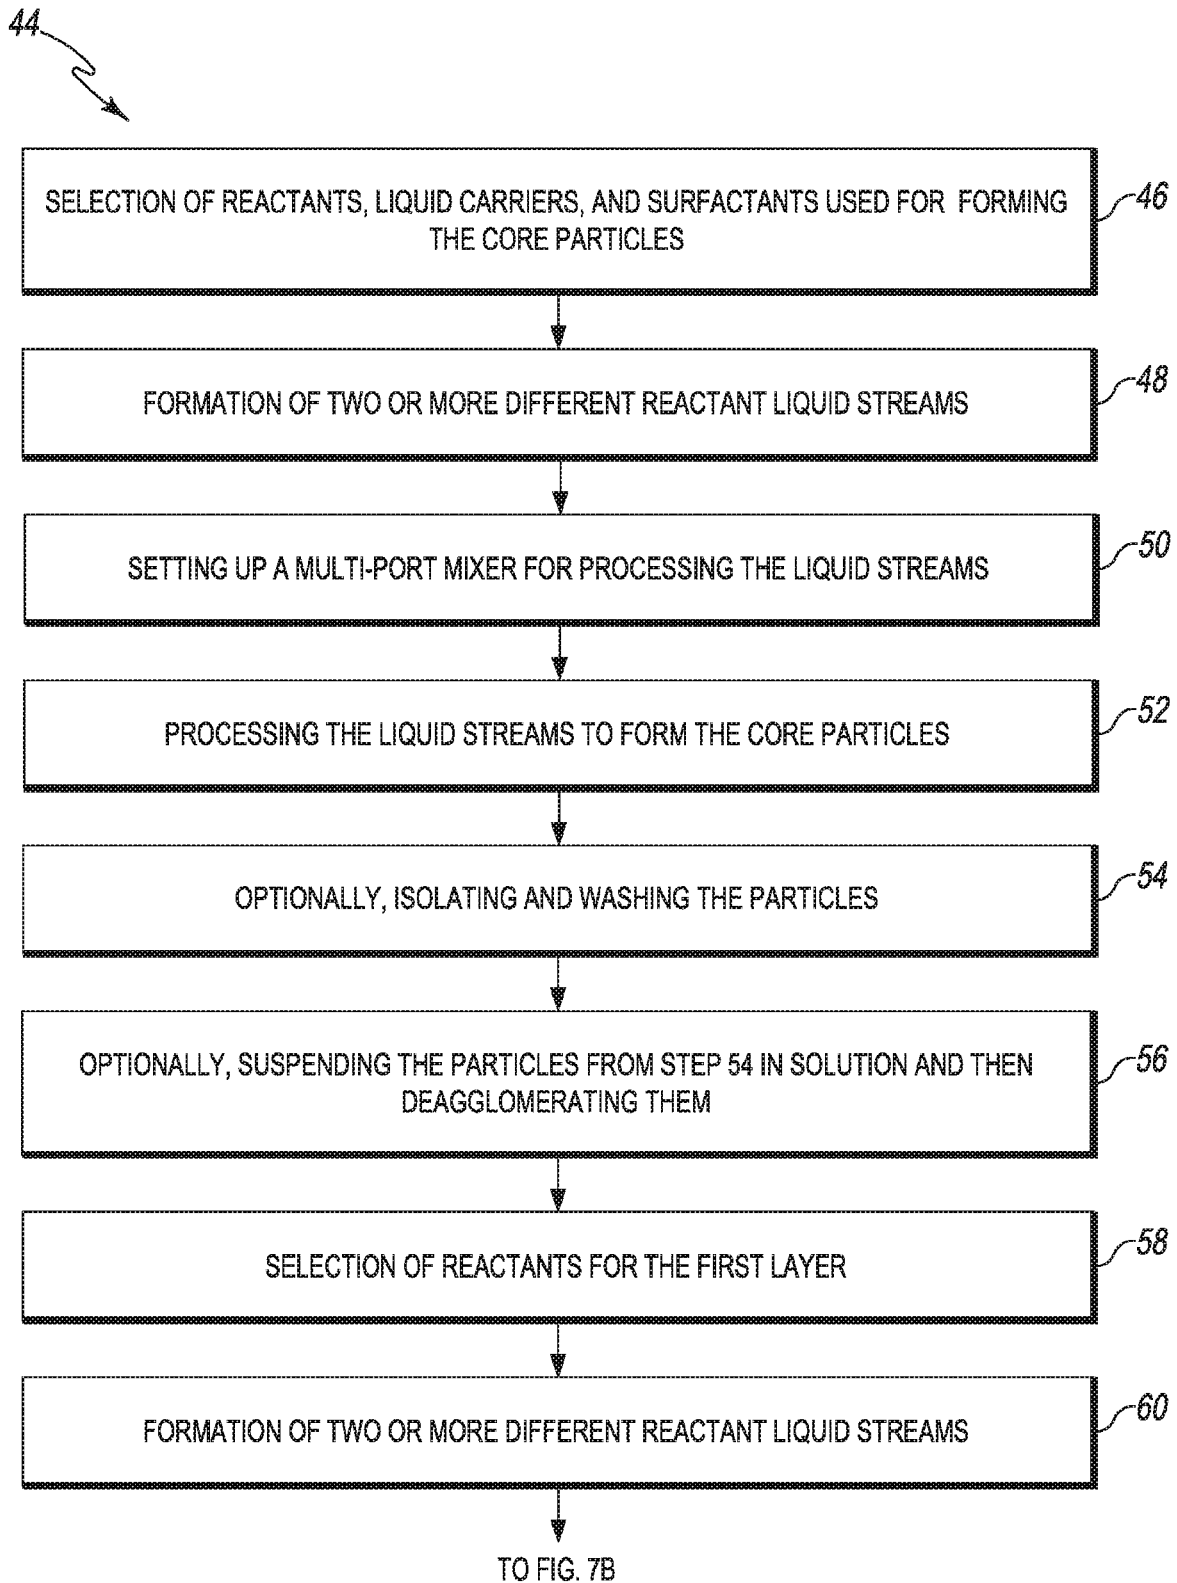 44
SELECTION OF REACTANTS, LIQUID CARRIERS, AND SURFACTANTS USED FOR FORMING
THE CORE PARTICLES
46
FORMATION OF TWO OR MORE DIFFERENT REACTANT LIQUID STREAMS
48
SETTING UP A MULTI-PORT MIXER FOR PROCESSING THE LIQUID STREAMS
50
PROCESSING THE LIQUID STREAMS TO FORM THE CORE PARTICLES
52
OPTIONALLY, ISOLATING AND WASHING THE PARTICLES
54
OPTIONALLY, SUSPENDING THE PARTICLES FROM STEP 54 IN SOLUTION AND THEN
DEAGGLOMERATING THEM
56
SELECTION OF REACTANTS FOR THE FIRST LAYER
58
FORMATION OF TWO OR MORE DIFFERENT REACTANT LIQUID STREAMS
60
TO FIG. 7B